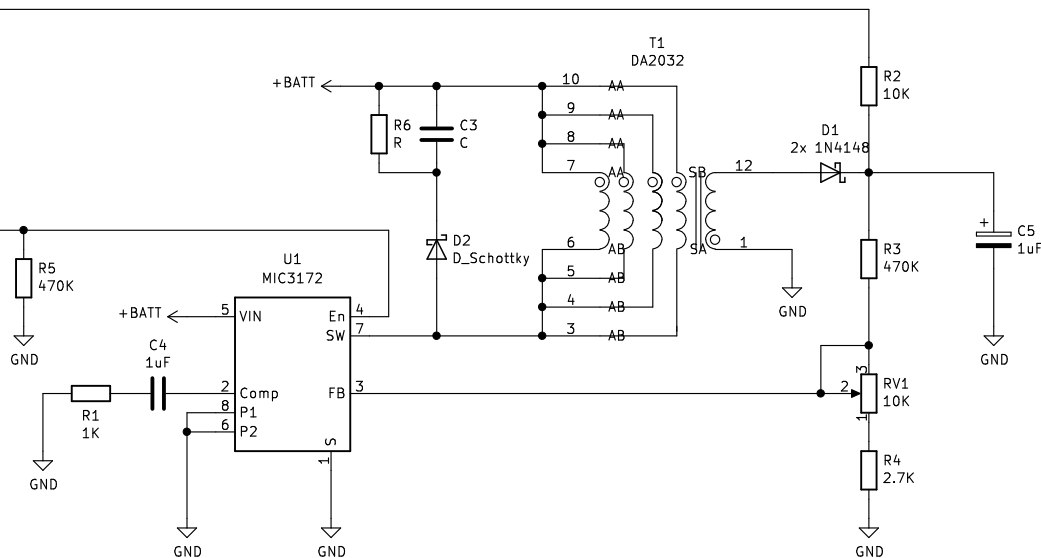 T1
DA2032
R2
10K
+BATT
10
AA
9
AA
R6
R
C3
C
8
AA
D1
2x 1N4148
7
AA
SB
12
D2
D_Schottky
6
AB
SA
1
+
C5
1uF
R3
470K
R5
470K
U1
MIC3172
5
AB
GND
4
AB
+BATT
5
VIN
En
4
SW
7
3
AB
GND
C4
1uF
GND
R1
1K
2
Comp
FB
3
2
3
RV1
10K
1
8
P1
6
P2
S
1
R4
2.7K
GND
GND
GND
GND